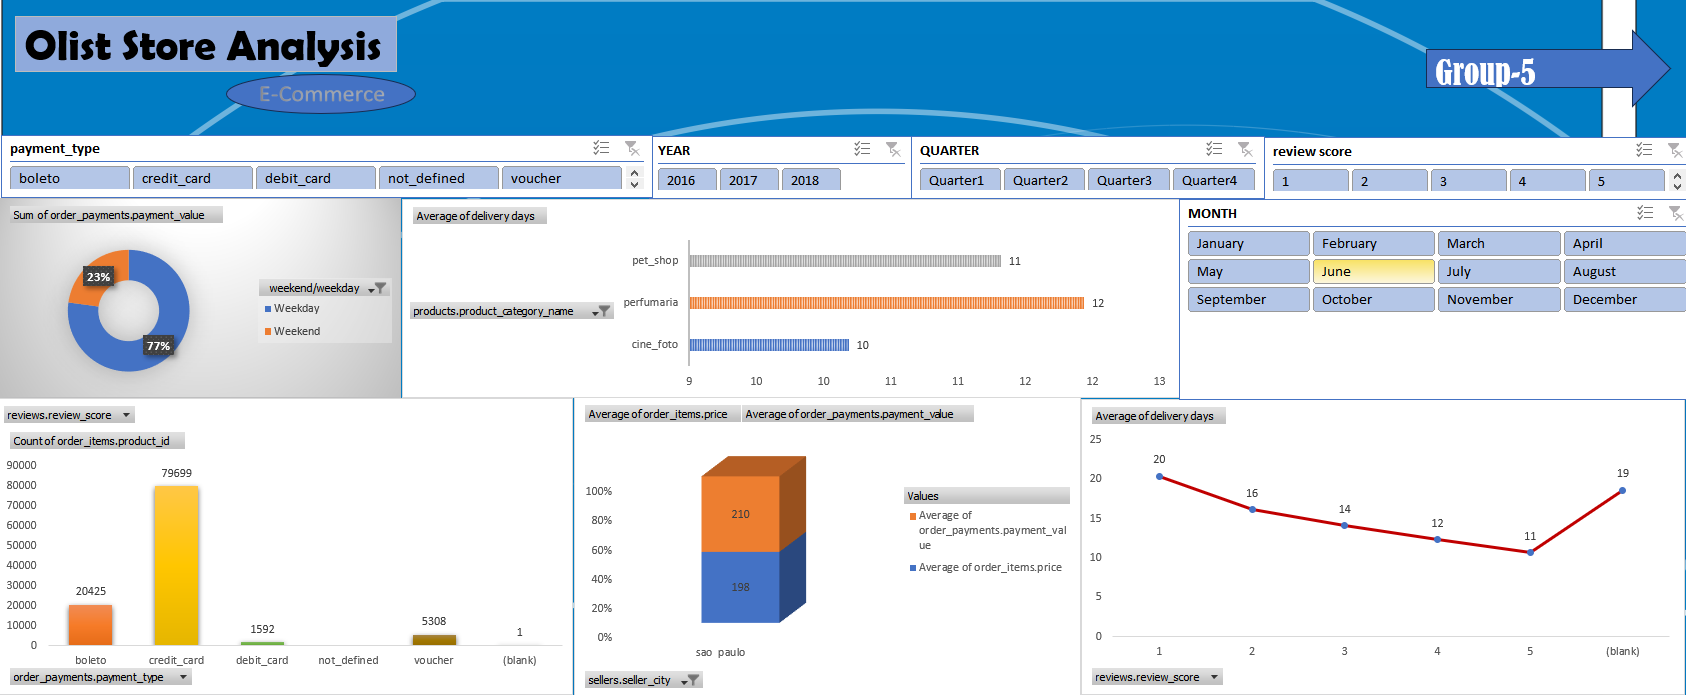 Olist Store Analysis
E-Commerce
Group-5
payment_type
boleto credit_card debit_card not_defined voucher
YEAR
2016 2017 2018
QUARTER
Quarter1 Quarter2 Quarter3 Quarter4
review score
1 2 3 4 5
Sum of order_payments.payment_value
23%
77%
weekend/weekday
Weekday
Weekend
Average of delivery days
products.product_category_name
pet_shop 11
perfumaria 12
cine_foto 10
9 10 10 11 11 12 12 13
MONTH
January February March April
May June July August
September October November December
reviews.review_score
Count of order_items.product_id
90000
80000
70000
60000
50000
40000
30000
20000
10000
0
20425
79699
1592
5308
1
boleto credit_card debit_card not_defined voucher (blank)
order_payments.payment_type
Average of order_items.price Average of order_payments.payment_value
100%
80%
60%
40%
20%
0%
210
198
sao paulo
Values
Average of
order_payments.payment_val
ue
Average of order_items.price
sellers.seller_city
Average of delivery days
25
20
15
10
5
0
20
16
14
12
11
19
1 2 3 4 5 (blank)
reviews.review_score